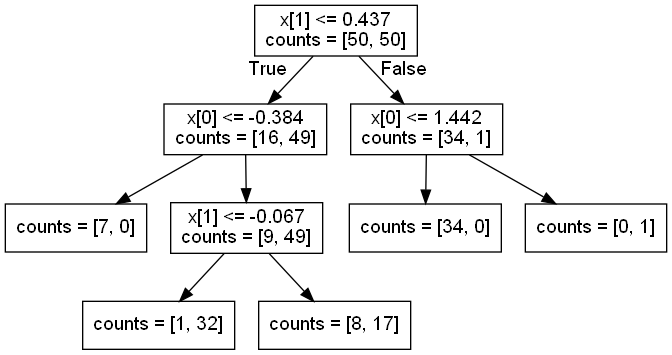 x[1] <= 0.437
counts = [50, 50]
True
False
x[0] <= -0.384
counts = [16, 49]
x[0] <= 1.442
counts = [34, 1]
counts = [7, 0]
x[1] <= -0.067
counts = [9, 49]
counts = [34, 0]
counts = [0, 1]
counts = [1, 32]
counts = [8, 17]